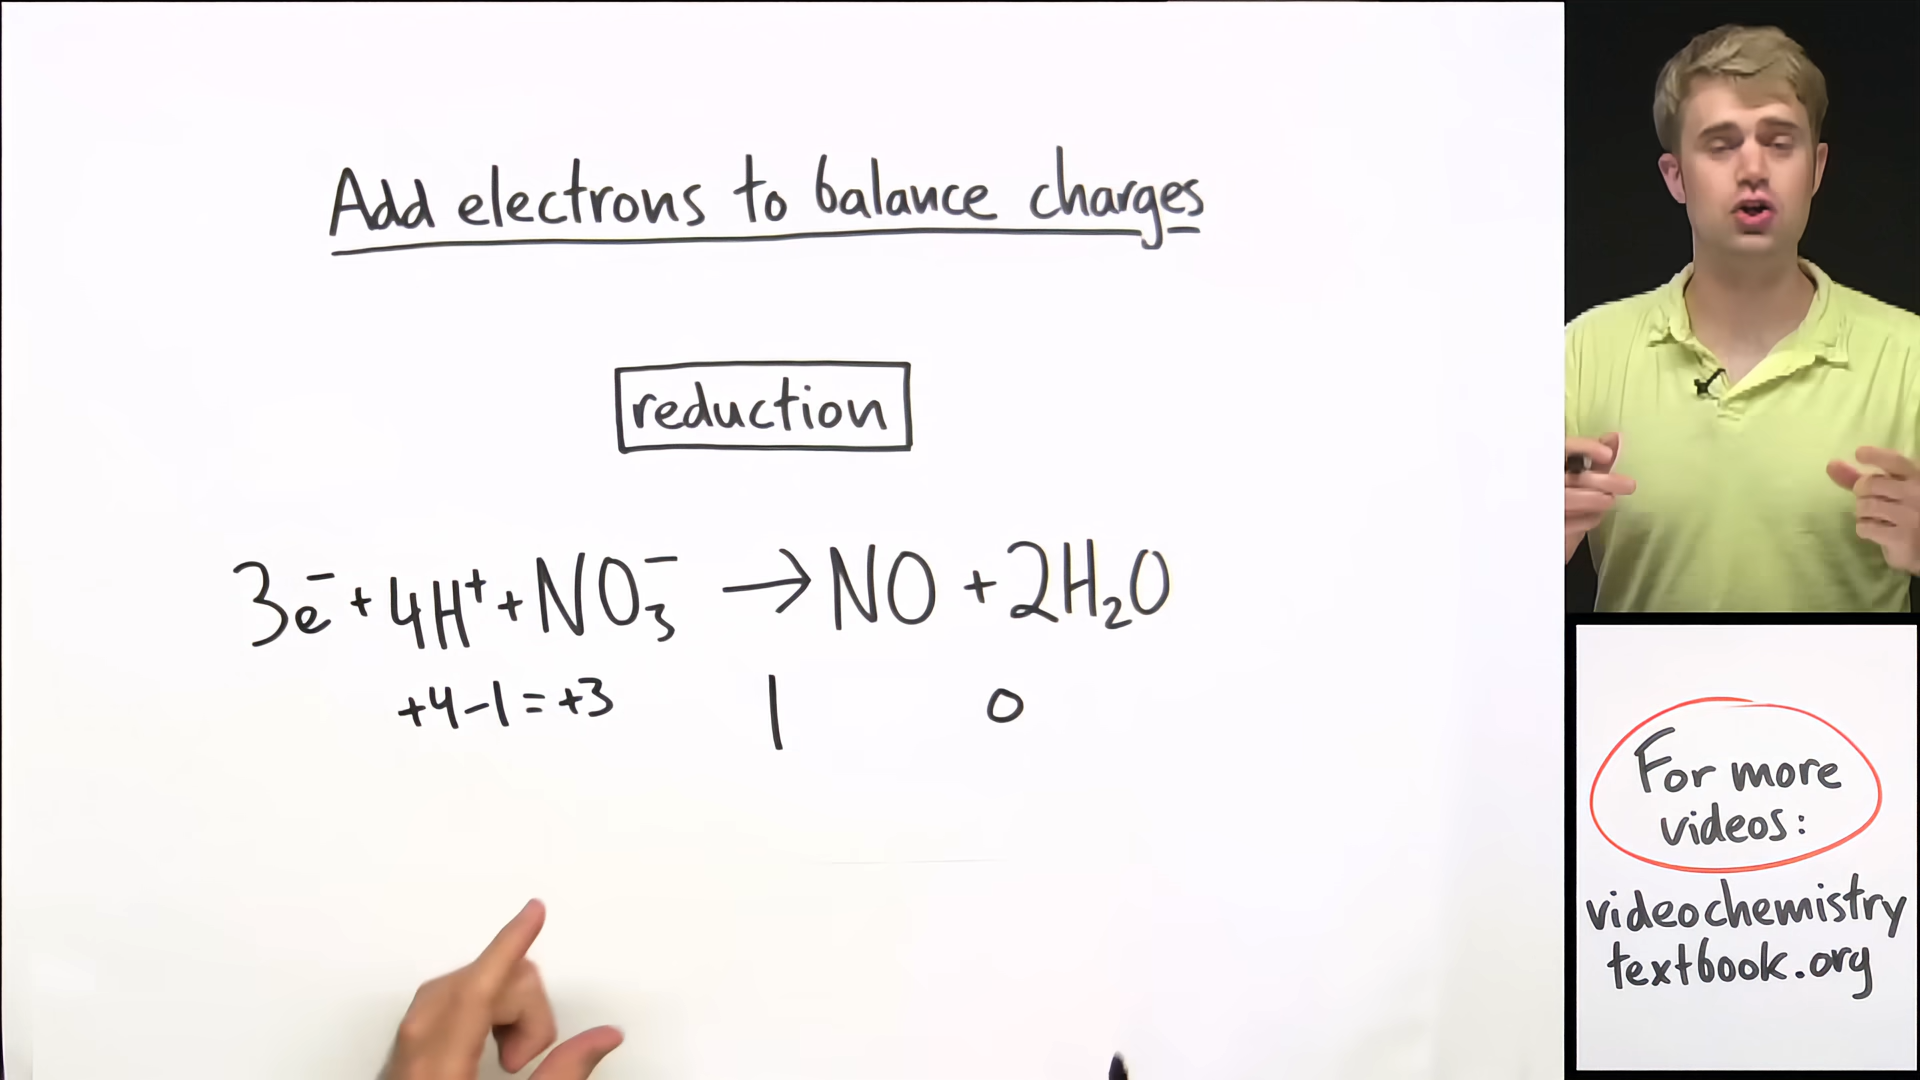 Add electrons to balance charges
reduction
3e⁻ + 4H⁺ + NO₃⁻ → NO + 2H₂O
+4-1 = +3 | 0
For more
videos:
videochemistry
textbook.org